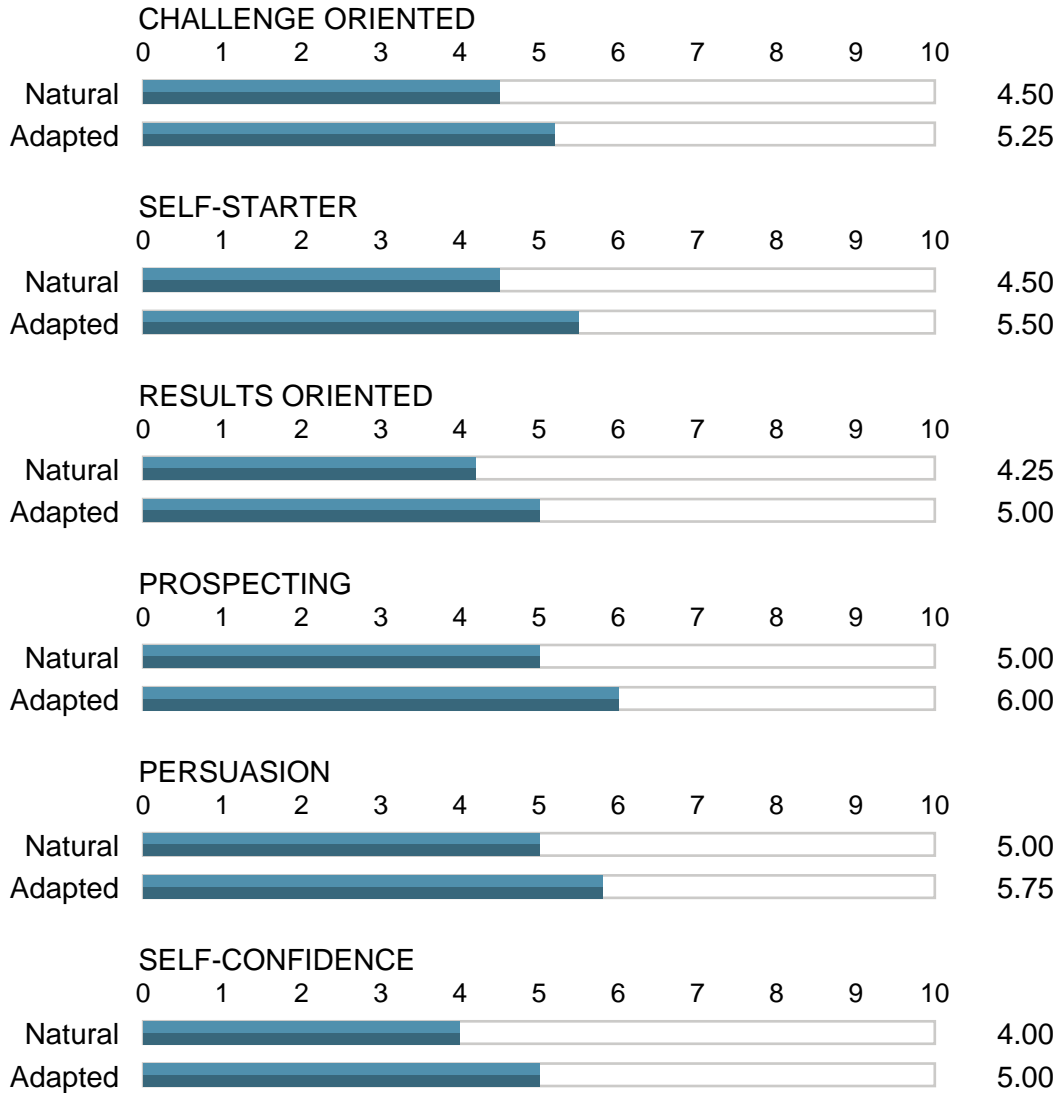 CHALLENGE ORIENTED
0 1 2 3 4 5 6 7 8 9 10
Natural 4.50
Adapted 5.25
SELF-STARTER
0 1 2 3 4 5 6 7 8 9 10
Natural 4.50
Adapted 5.50
RESULTS ORIENTED
0 1 2 3 4 5 6 7 8 9 10
Natural 4.25
Adapted 5.00
PROSPECTING
0 1 2 3 4 5 6 7 8 9 10
Natural 5.00
Adapted 6.00
PERSUASION
0 1 2 3 4 5 6 7 8 9 10
Natural 5.00
Adapted 5.75
SELF-CONFIDENCE
0 1 2 3 4 5 6 7 8 9 10
Natural 4.00
Adapted 5.00